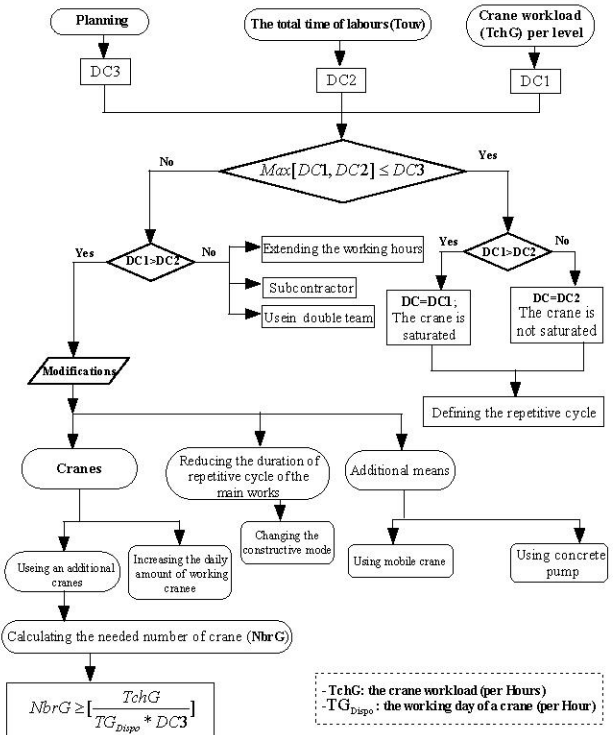 Planning
The total time of labours (Touv)
Crane workload
(TchG) per level
DC3
DC2
DC1
No
Max[DC1, DC2] ≤ DC3
Yes
Yes
DC1>DC2
No
Extending the working hours
Subcontractor
Usein double team
Yes
DC1>DC2
No
DC=DC1;
The crane is
saturated
DC=DC2
The crane is
not saturated
Defining the repetitive cycle
Modifications
Cranes
Reducing the duration of
repetitive cycle of the
main works
Additional means
Changing the
constructive mode
Useing an additional
cranes
Increasing the daily
amount of working
cranee
Using mobile crane
Using concrete
pump
Calculating the needed number of crane (NbrG)
NbrG ≥ [TchG / TG_Dispo * DC3]
- TchG: the crane workload (per Hours)
- TG_Dispo : the working day of a crane (per Hour)